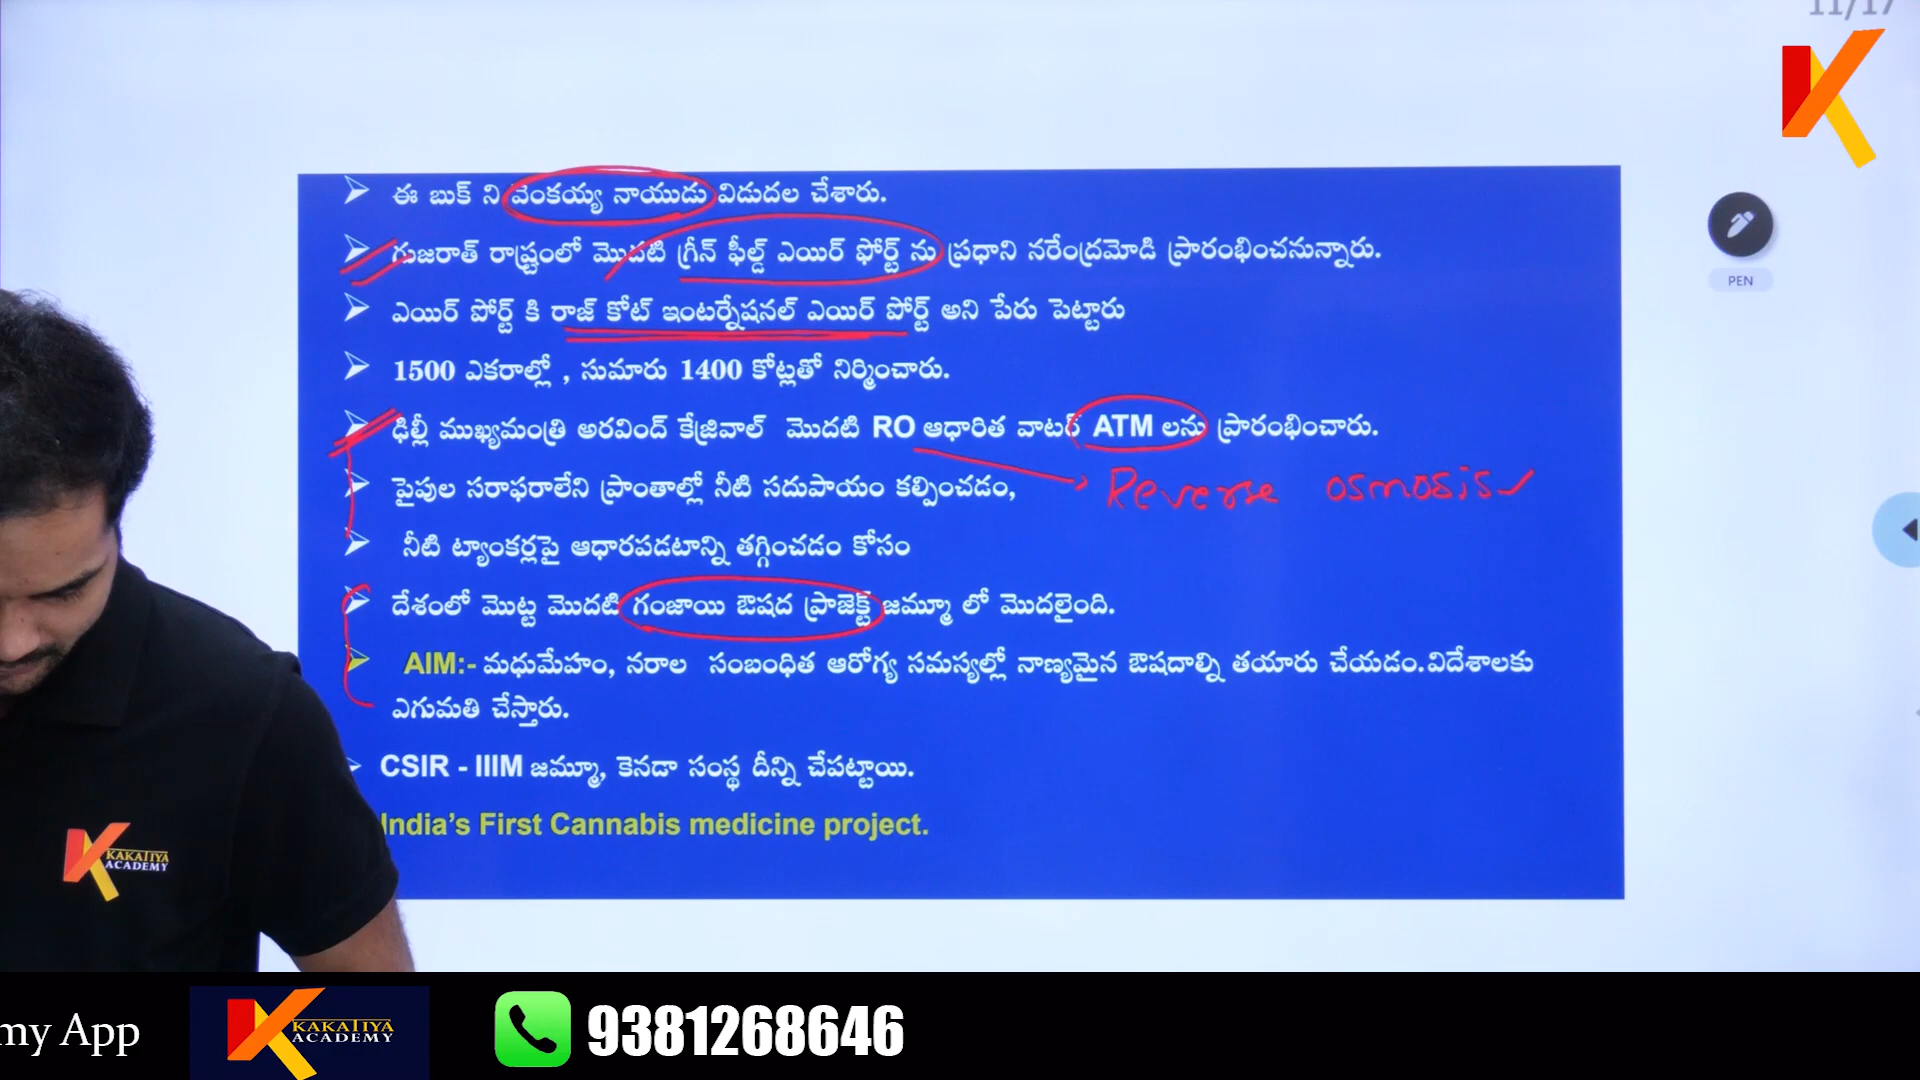 11/17
PEN
ఈ బుక్ ని వెంకయ్య నాయుడు విడుదల చేశారు.
గుజరాత్ రాష్ట్రంలో మొదటి గ్రీన్ ఫీల్డ్ ఎయిర్ ఫోర్ట్ ను ప్రధాని నరేంద్రమోడి ప్రారంభించనున్నారు.
ఎయిర్ పోర్ట్ కి రాజ్ కోట్ ఇంటర్నేషనల్ ఎయిర్ పోర్ట్ అని పేరు పెట్టారు
1500 ఎకరాల్లో , సుమారు 1400 కోట్లతో నిర్మించారు.
ఢిల్లీ ముఖ్యమంత్రి అరవింద్ కేజ్రివాల్ మొదటి RO ఆధారిత వాటర్ ATM లను ప్రారంభించారు.
Reverse osmosis
పైపుల సరాఫరాలేని ప్రాంతాల్లో నీటి సదుపాయం కల్పించడం,
నీటి ట్యాంకర్లపై ఆధారపడటాన్ని తగ్గించడం కోసం
దేశంలో మొట్ట మొదటి గంజాయి ఔషద ప్రాజెక్ట్ జమ్మూ లో మొదలైంది.
AIM:- మధుమేహం, నరాల సంబంధిత ఆరోగ్య సమస్యల్లో నాణ్యమైన ఔషదాల్ని తయారు చేయడం.విదేశాలకు
ఎగుమతి చేస్తారు.
CSIR - IIIM జమ్మూ, కెనడా సంస్థ దీన్ని చేపట్టాయి.
India's First Cannabis medicine project.
KAKATIYA
ACADEMY
my App
KAKATIYA
ACADEMY
9381268646